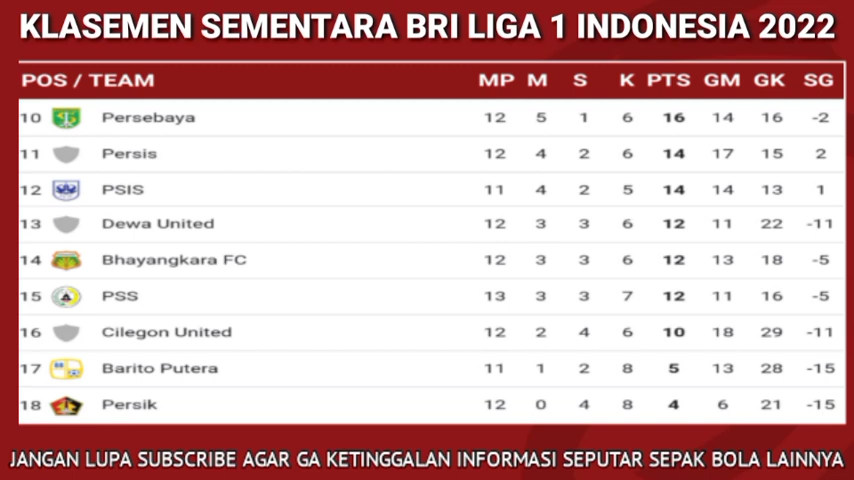 KLASEMEN SEMENTARA BRI LIGA 1 INDONESIA 2022
POS / TEAM MP M S K PTS GM GK SG
10 Persebaya 12 5 1 6 16 14 16 -2
11 Persis 12 4 2 6 14 17 15 2
12 PSIS 11 4 2 5 14 14 13 1
13 Dewa United 12 3 3 6 12 11 22 -11
14 Bhayangkara FC 12 3 3 6 12 13 18 -5
15 PSS 13 3 3 7 12 11 16 -5
16 Cilegon United 12 2 4 6 10 18 29 -11
17 Barito Putera 11 1 2 8 5 13 28 -15
18 Persik 12 0 4 8 4 6 21 -15
JANGAN LUPA SUBSCRIBE AGAR GA KETINGGALAN INFORMASI SEPUTAR SEPAK BOLA LAINNYA